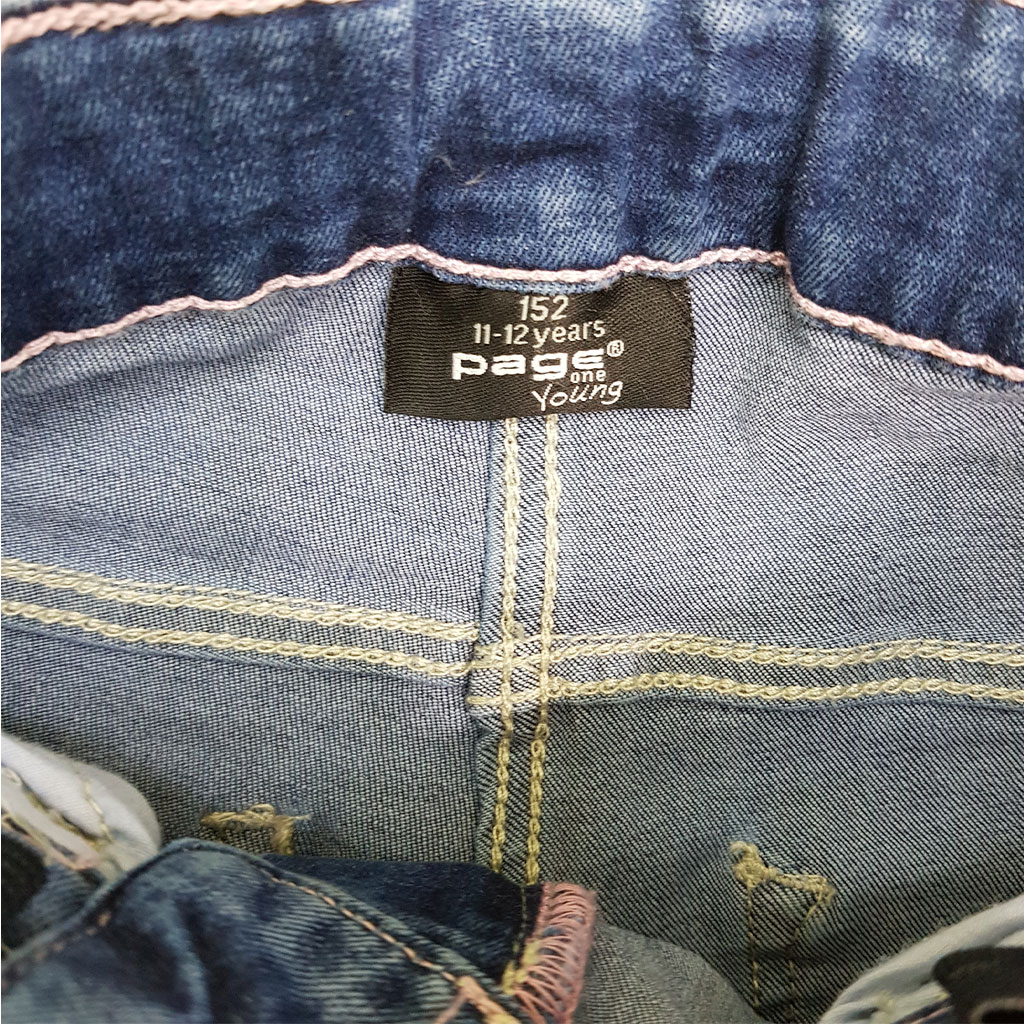 152
11-12 years
page®
one
Young